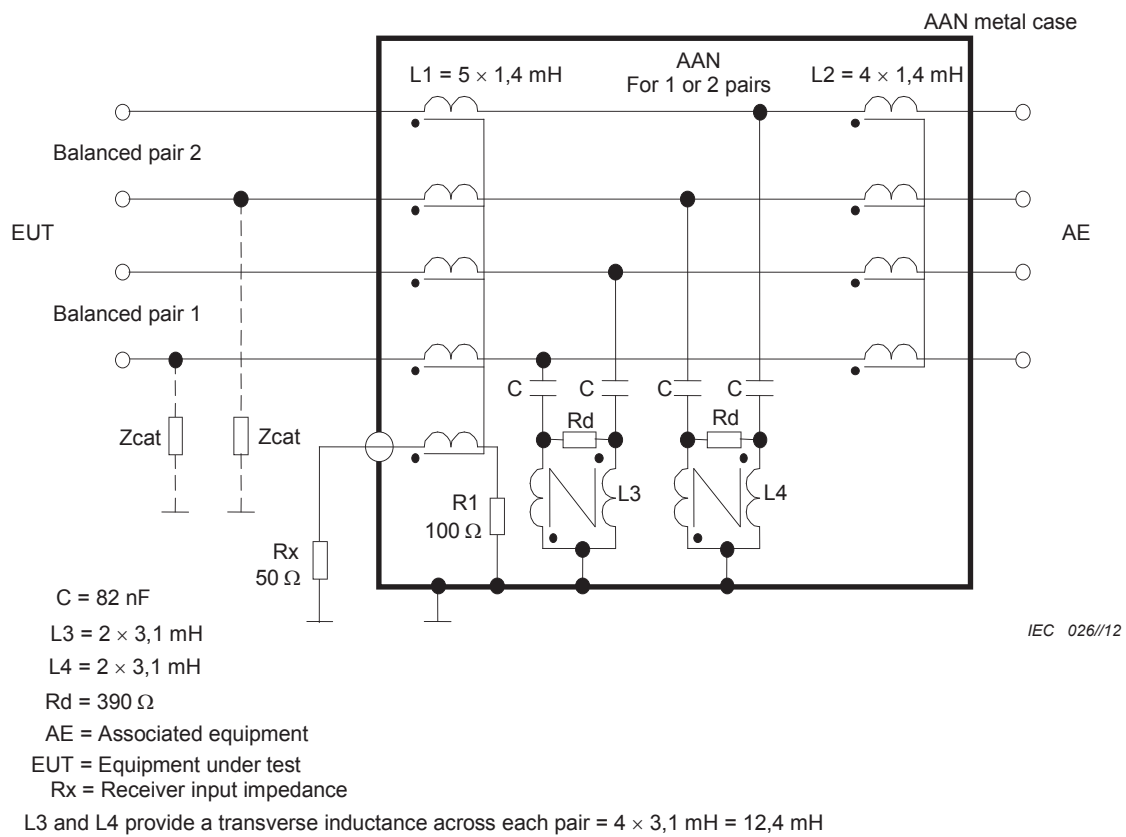 AAN metal case
L1 = 5 × 1,4 mH
AAN
For 1 or 2 pairs
L2 = 4 × 1,4 mH
Balanced pair 2
EUT
AE
Balanced pair 1
Zcat
Zcat
C
C
C
C
Rd
Rd
L3
L4
R1
100 Ω
Rx
50 Ω
C = 82 nF
L3 = 2 × 3,1 mH
L4 = 2 × 3,1 mH
Rd = 390 Ω
AE = Associated equipment
EUT = Equipment under test
Rx = Receiver input impedance
L3 and L4 provide a transverse inductance across each pair = 4 × 3,1 mH = 12,4 mH
IEC 026//12